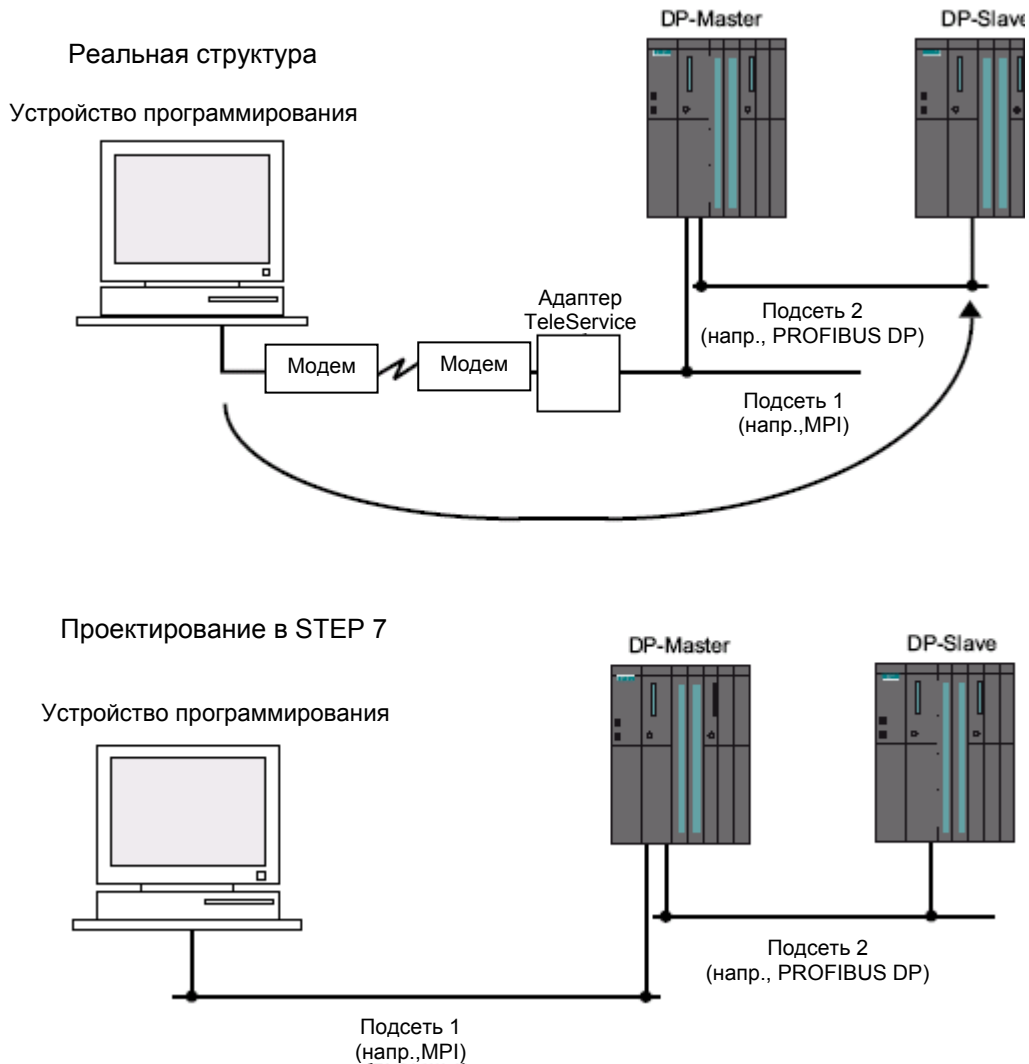 DP-Master
DP-Slave
Реальная структура
Устройство программирования
Адаптер
TeleService
Модем
Модем
Подсеть 2
(напр., PROFIBUS DP)
Подсеть 1
(напр.,MPI)
Проектирование в STEP 7
DP-Master
DP-Slave
Устройство программирования
Подсеть 2
(напр., PROFIBUS DP)
Подсеть 1
(напр.,MPI)